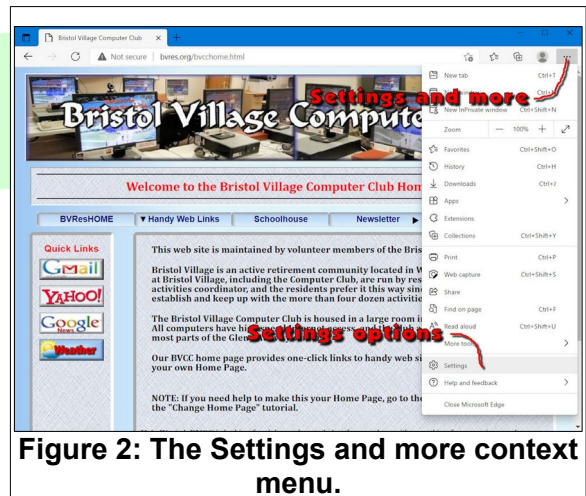 Bristol Village Computer Club
Not secure | bvres.org/bvcchome.html
Settings and more
Bristol Village Compute
Welcome to the Bristol Village Computer Club Hom
BVResHOME ▼Handy Web Links Schoolhouse Newsletter ▶
Quick Links
Gmail
YAHOO!
Google
News
Weather
This web site is maintained by volunteer members of the Bris
Bristol Village is an active retirement community located in W
at Bristol Village, including the Computer Club, are run by res
activities coordinator, and the residents prefer it this way sin
establish and keep up with the more than four dozen activitie
The Bristol Village Computer Club is housed in a large room i
All computers have
most parts of the Glen
Settings options
Our BVCC home page provides one-click links to handy web si
your own Home Page.
NOTE: If you need help to make this your Home Page, go to the
the "Change Home Page" tutorial.
New tab Ctrl+T
New InPrivate window Ctrl+Shift+N
Zoom — 100% +
Favorites Ctrl+Shift+O
History Ctrl+H
Downloads Ctrl+J
Apps
Extensions
Collections Ctrl+Shift+Y
Print Ctrl+P
Web capture Ctrl+Shift+S
Share
Find on page Ctrl+F
Read aloud Ctrl+Shift+U
More tools
Settings
Help and feedback
Close Microsoft Edge
Figure 2: The Settings and more context
menu.